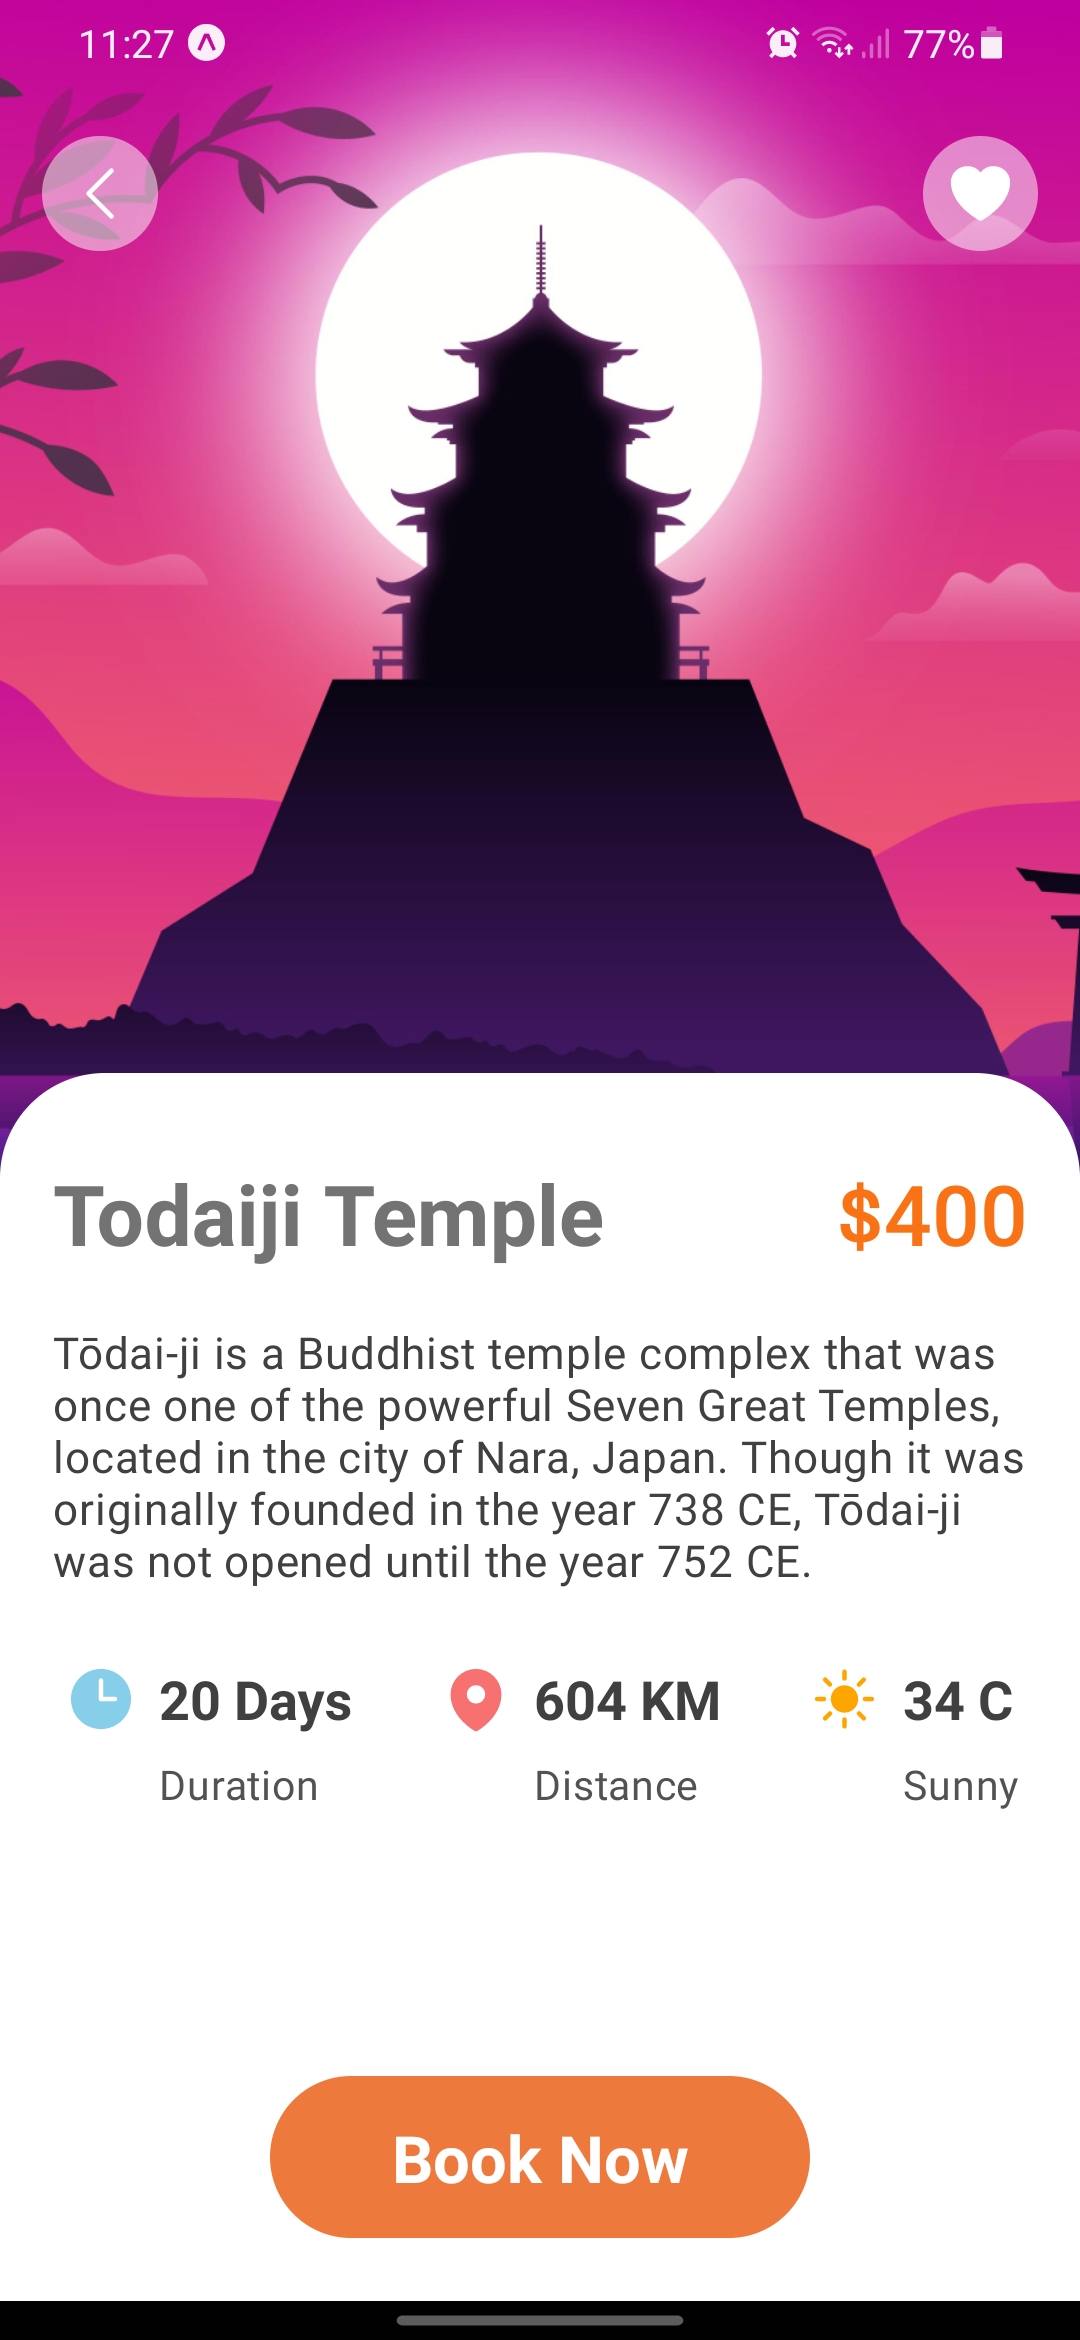 11:27
77%
Todaiji Temple
$400
Tōdai-ji is a Buddhist temple complex that was
once one of the powerful Seven Great Temples,
located in the city of Nara, Japan. Though it was
originally founded in the year 738 CE, Tōdai-ji
was not opened until the year 752 CE.
20 Days
Duration
604 KM
Distance
34 C
Sunny
Book Now